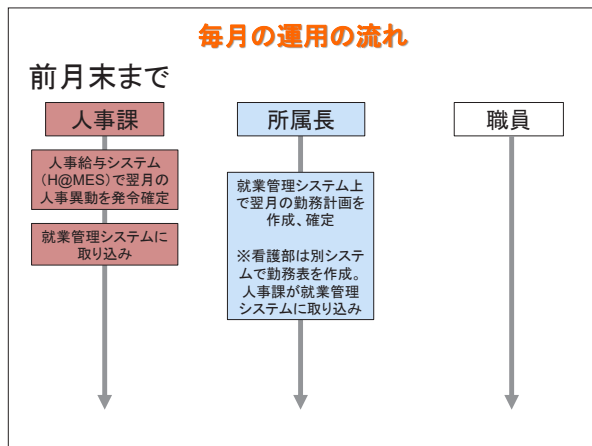 毎月の運用の流れ
前月末まで
人事課
人事給与システム
(H@MES)で翌月の
人事異動を発令確定
就業管理システムに
取り込み
所属長
就業管理システム上
で翌月の勤務計画を
作成、確定
※看護部は別システ
ムで勤務表を作成。
人事課が就業管理
システムに取り込み
職員